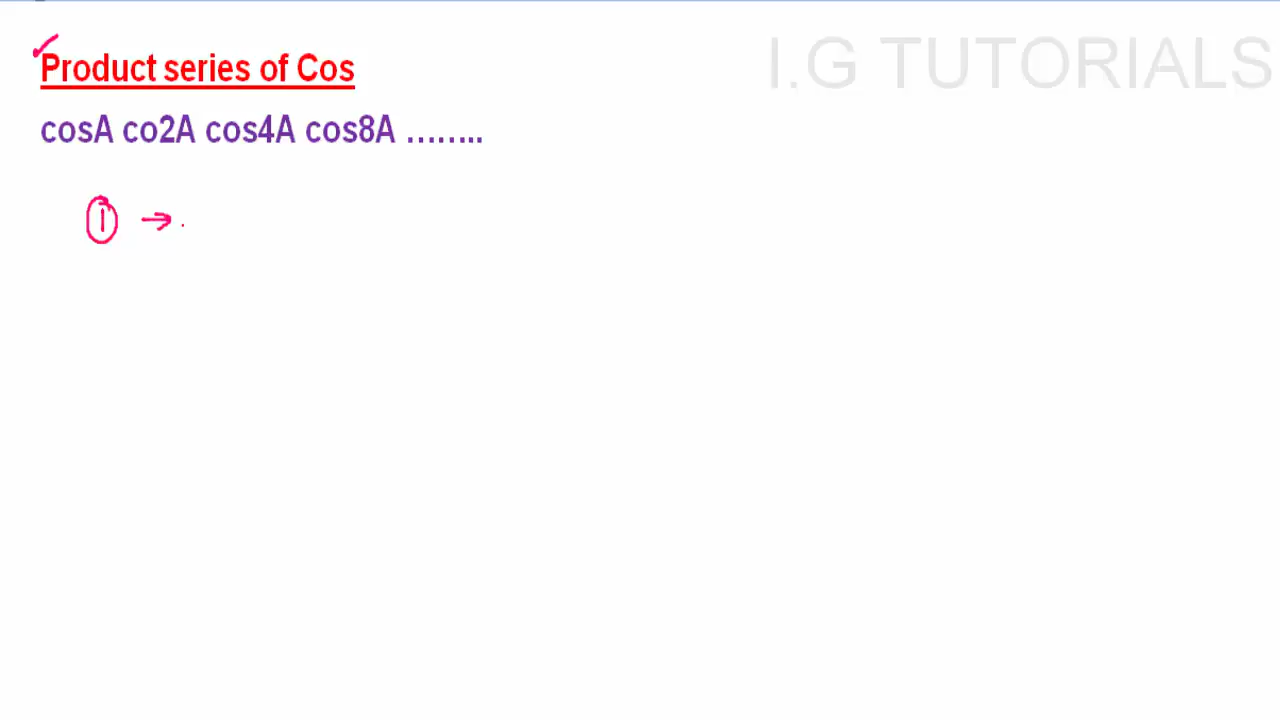 I.G TUTORIALS
Product series of Cos
cosA co2A cos4A cos8A ……..
① →